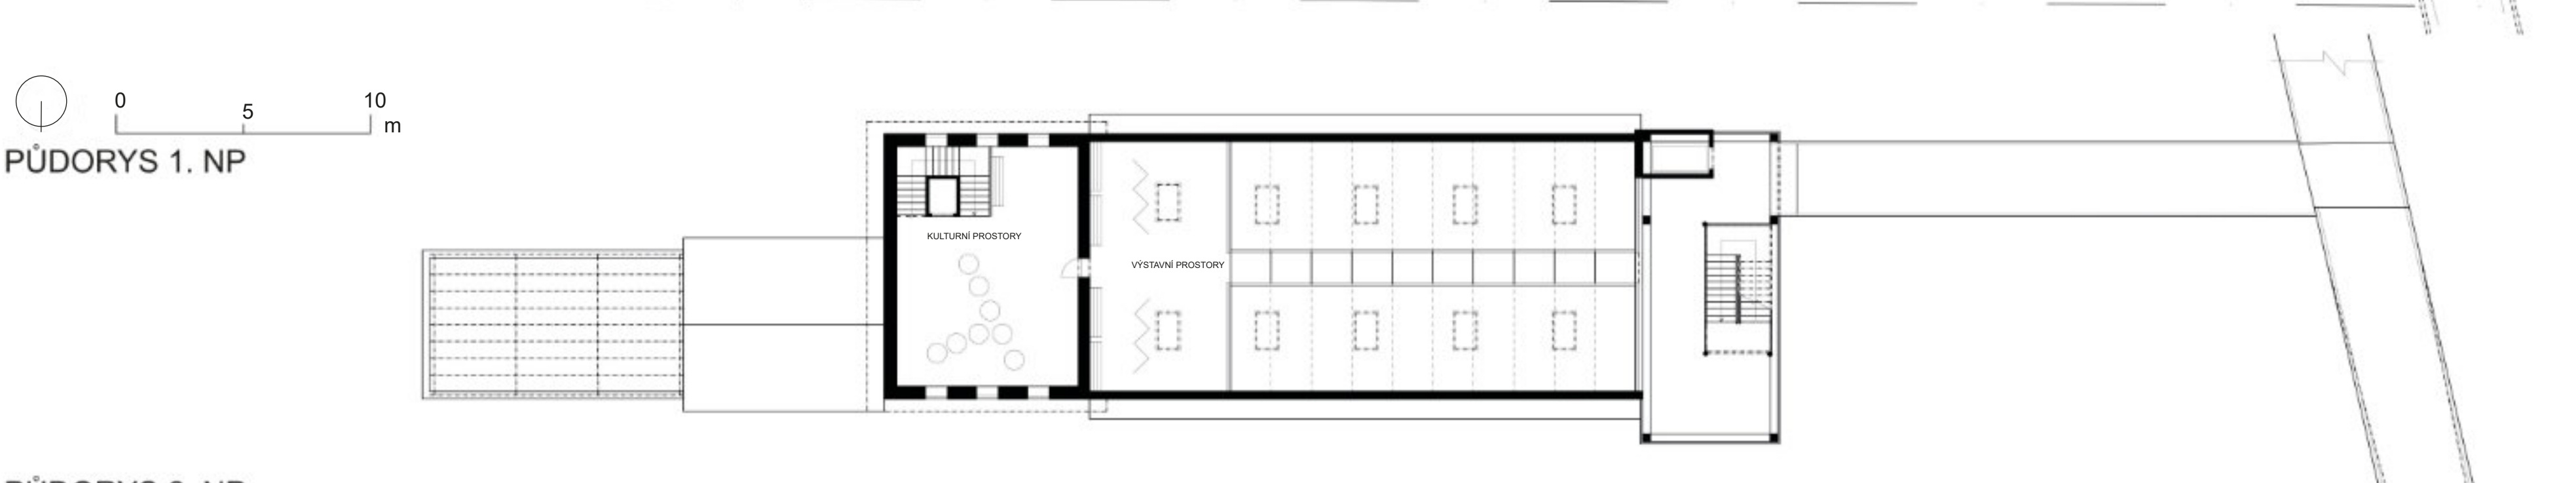 0 5 10
m
PŮDORYS 1. NP
KULTURNÍ PROSTORY
VÝSTAVNÍ PROSTORY